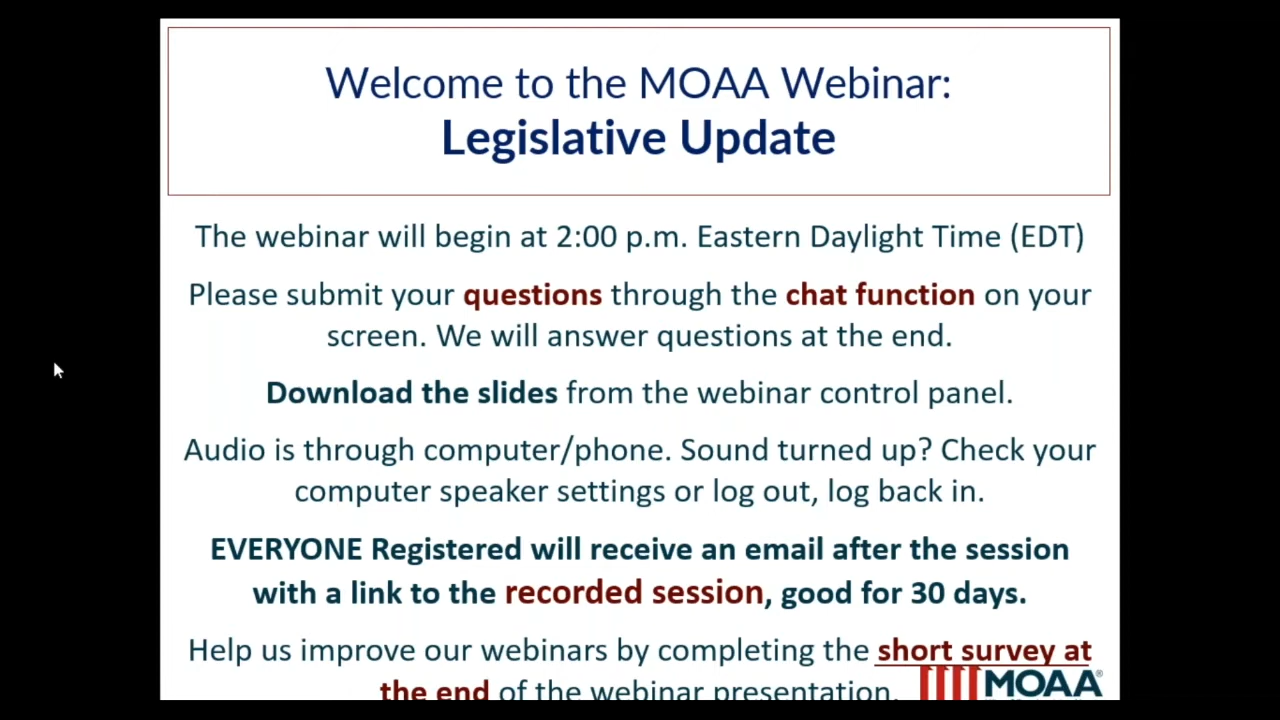 Welcome to the MOAA Webinar:
Legislative Update
The webinar will begin at 2:00 p.m. Eastern Daylight Time (EDT)
Please submit your questions through the chat function on your
screen. We will answer questions at the end.
Download the slides from the webinar control panel.
Audio is through computer/phone. Sound turned up? Check your
computer speaker settings or log out, log back in.
EVERYONE Registered will receive an email after the session
with a link to the recorded session, good for 30 days.
Help us improve our webinars by completing the short survey at
the end of the webinar presentation.
MOAA®